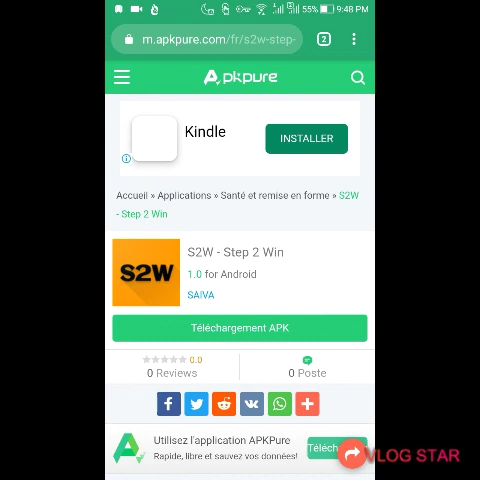 55% 9:48 PM
m.apkpure.com/fr/s2w-step-
2
Apkpure
Kindle
INSTALLER
Accueil » Applications » Santé et remise en forme » S2W
- Step 2 Win
S2W
S2W - Step 2 Win
1.0 for Android
SAIVA
Téléchargement APK
0.0
0 Reviews
0 Poste
Utilisez l'application APKPure
Rapide, libre et sauvez vos données!
Télécha
VLOG STAR